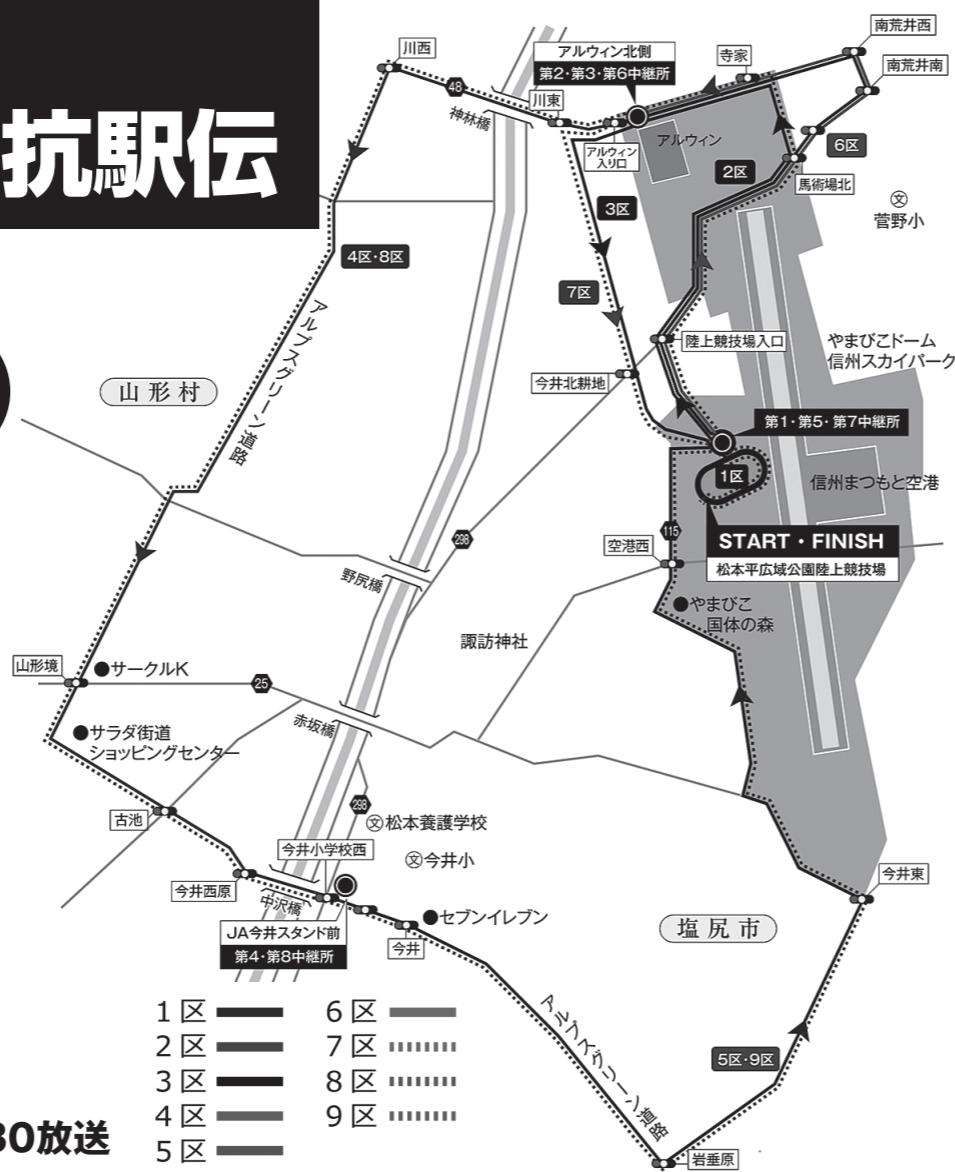 抗駅伝
川西
48
神林橋
川東
アルウィン北側
第2・第3・第6中継所
寺家
南荒井西
南荒井南
アルウィン
アルウィン
入り口
6区
2区
馬術場北
文
菅野小
3区
4区・8区
7区
アルプスグリーン道路
陸上競技場入口
やまびこドーム
信州スカイパーク
山形村
今井北耕地
第1・第5・第7中継所
1区
信州まつもと空港
START・FINISH
松本平広域公園陸上競技場
298
115
空港西
野尻橋
やまびこ
国体の森
諏訪神社
山形境
サークルK
25
赤坂橋
サラダ街道
ショッピングセンター
298
古池
文松本養護学校
今井小学校西
文今井小
今井西原
中沢橋
今井東
セブンイレブン
JA今井スタンド前
第4・第8中継所
今井
塩尻市
アルプスグリーン道路
5区・9区
岩垂原
1区
2区
3区
4区
5区
6区
7区
8区
9区
30放送